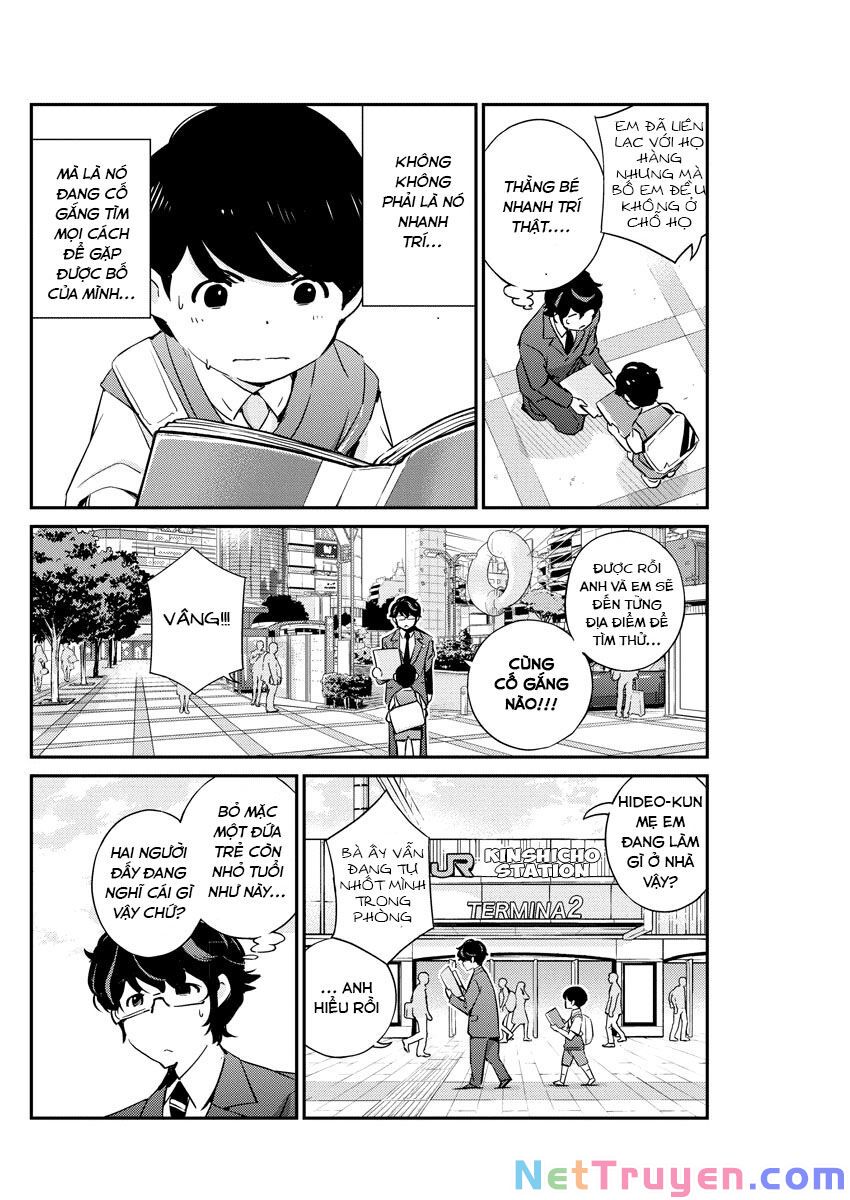 EM ĐÃ LIÊN
LẠC VỚI HỌ
HÀNG
NHƯNG MÀ
BỐ EM ĐỀU
KHÔNG Ở
CHỖ HỌ
THẰNG BÉ
NHANH TRÍ
THẬT....
KHÔNG
KHÔNG
PHẢI LÀ NÓ
NHANH
TRÍ...
MÀ LÀ NÓ
ĐANG CỐ
GẮNG TÌM
MỌI CÁCH
ĐỂ GẶP
ĐƯỢC BỐ
CỦA MÌNH...
ĐƯỢC RỒI
ANH VÀ EM SẼ
ĐẾN TỪNG
ĐỊA ĐIỂM ĐỂ
TÌM THỬ...
CÙNG
CỐ GẮNG
NÀO!!!
VÂNG!!!
HIDEO-KUN
MẸ EM
ĐANG LÀM
GÌ Ở NHÀ
VẬY?
BÀ ẤY VẪN
ĐANG TỰ
NHỐT MÌNH
TRONG
PHÒNG
JR KINSHICHO
STATION
TERMINA2
... ANH
HIỂU RỒI
BỎ MẶC
MỘT ĐỨA
TRẺ CÒN
NHỎ TUỔI
NHƯ NÀY...
HAI NGƯỜI
ĐẤY ĐANG
NGHĨ CÁI GÌ
VẬY CHỨ?
NetTruyen.com